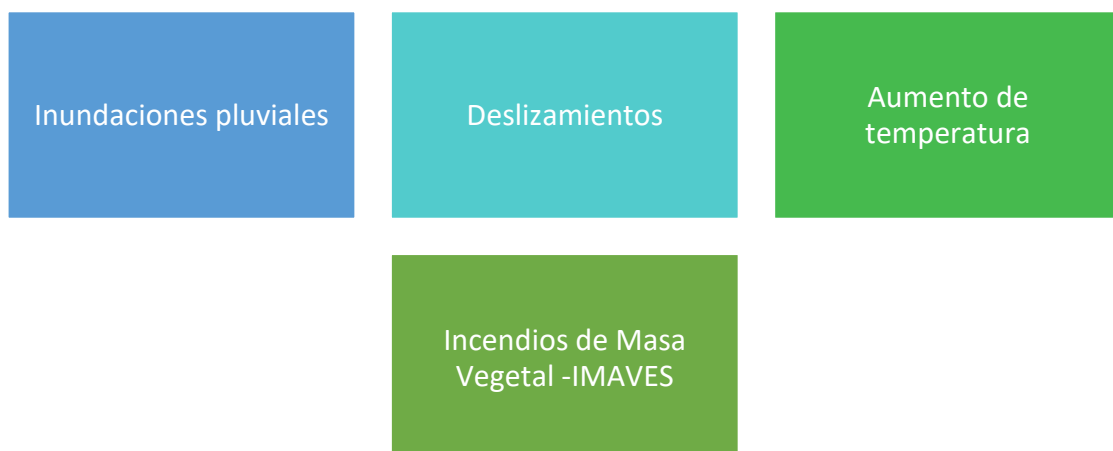 Inundaciones pluviales
Deslizamientos
Aumento de
temperatura
Incendios de Masa
Vegetal -IMAVES